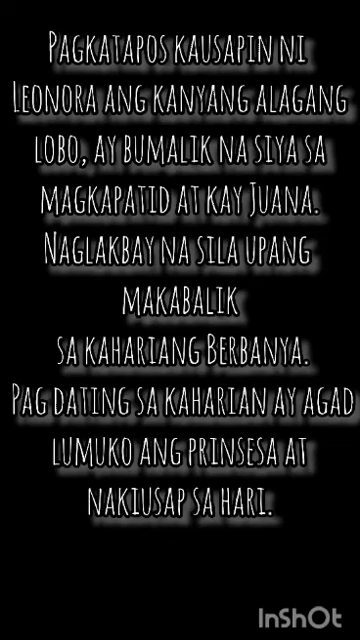 Pagkatapos kausapin ni
Leonora ang kanyang alagang
lobo, ay bumalik na siya sa
magkapatid at kay Juana.
Naglakbay na sila upang
makabalik
sa kahariang Berbanya.
Pag dating sa kaharian ay agad
lumuko ang prinsesa at
nakiusap sa hari.
InShOt